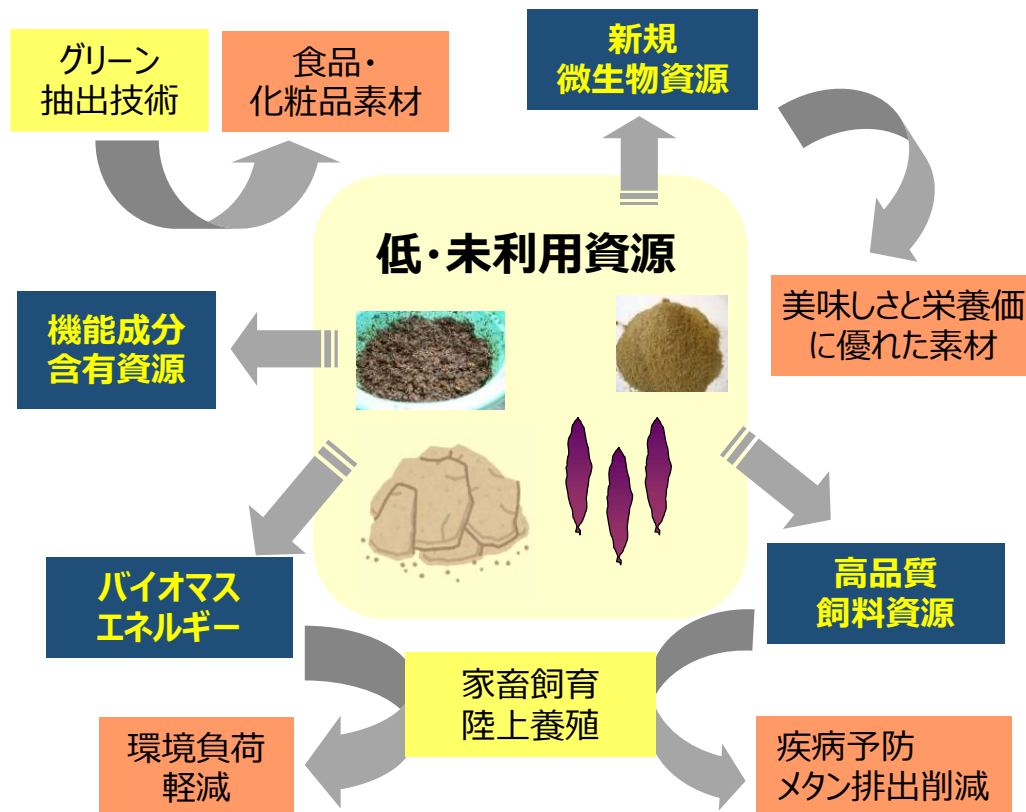 グリーン
抽出技術
食品・
化粧品素材
新規
微生物資源
低・未利用資源
美味しさと栄養価
に優れた素材
機能成分
含有資源
バイオマス
エネルギー
高品質
飼料資源
家畜飼育
陸上養殖
環境負荷
軽減
疾病予防
メタン排出削減